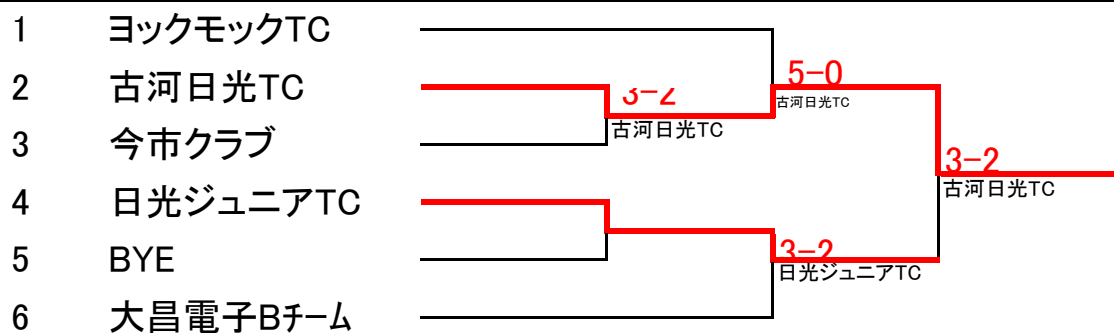 1 ヨックモックTC
2 古河日光TC
3 今市クラブ
4 日光ジュニアTC
5 BYE
6 大昌電子Bチーム
3-2
古河日光TC
5-0
古河日光TC
3-2
日光ジュニアTC
3-2
古河日光TC